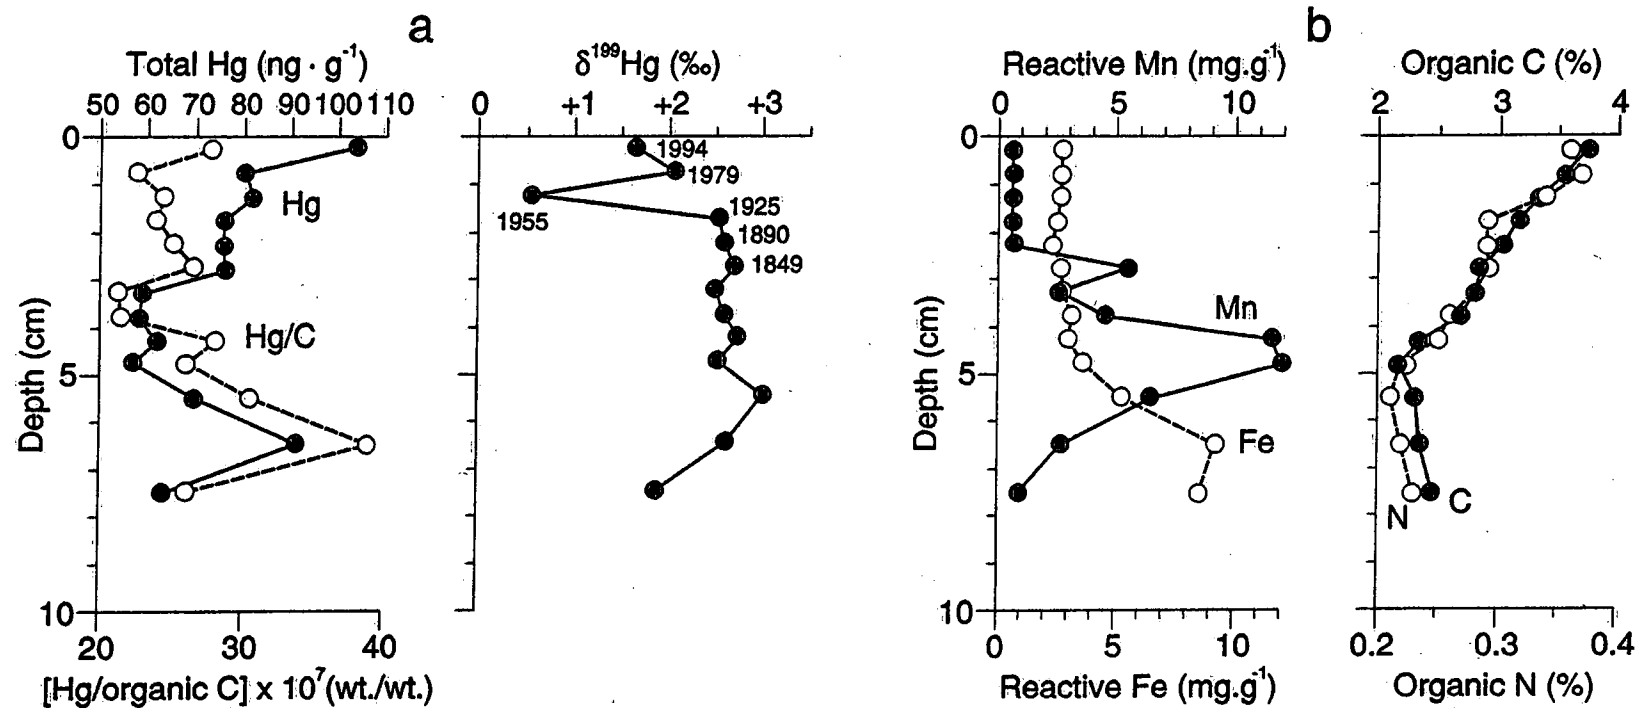 a
b
Total Hg (ng · g⁻¹)
δ¹⁹⁹Hg (‰)
Reactive Mn (mg.g⁻¹)
Organic C (%)
50 60 70 80 90 100 110
0 +1 +2 +3
0 5 10
2 3 4
0
5
10
Depth (cm)
Hg
Hg/C
1994
1979
1955
1925
1890
1849
0
5
10
Depth (cm)
Mn
Fe
N
C
20 30 40
0 5 10
0.2 0.3 0.4
[Hg/organic C] x 10⁷(wt./wt.)
Reactive Fe (mg.g⁻¹)
Organic N (%)